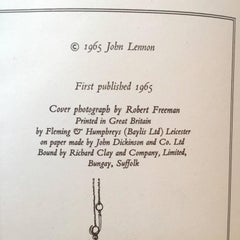 © 1965 John Lennon
First published 1965
Cover photograph by Robert Freeman
Printed in Great Britain
by Fleming & Humphreys (Baylis Ltd) Leicester
on paper made by John Dickinson and Co. Ltd
Bound by Richard Clay and Company, Limited,
Bungay, Suffolk